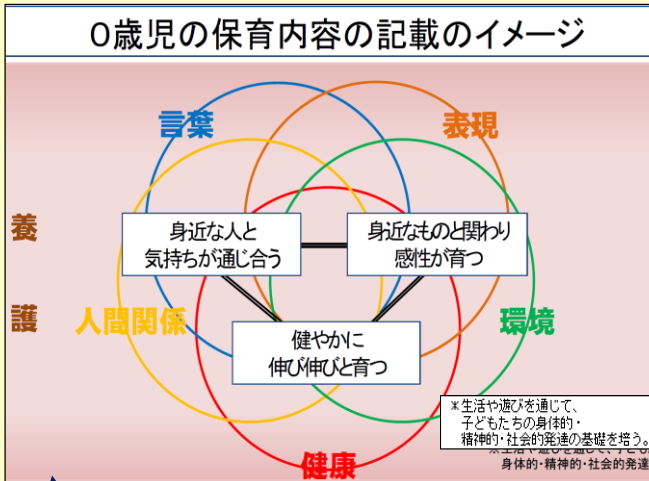 0歳児の保育内容の記載のイメージ
言葉
表現
養護
身近な人と
気持ちが通じ合う
身近なものと関わり
感性が育つ
人間関係
環境
健やかに
伸び伸びと育つ
※生活や遊びを通じて、
子どもたちの身体的・
精神的・社会的発達の基礎を培う。
身体的・精神的・社会的発達
健康